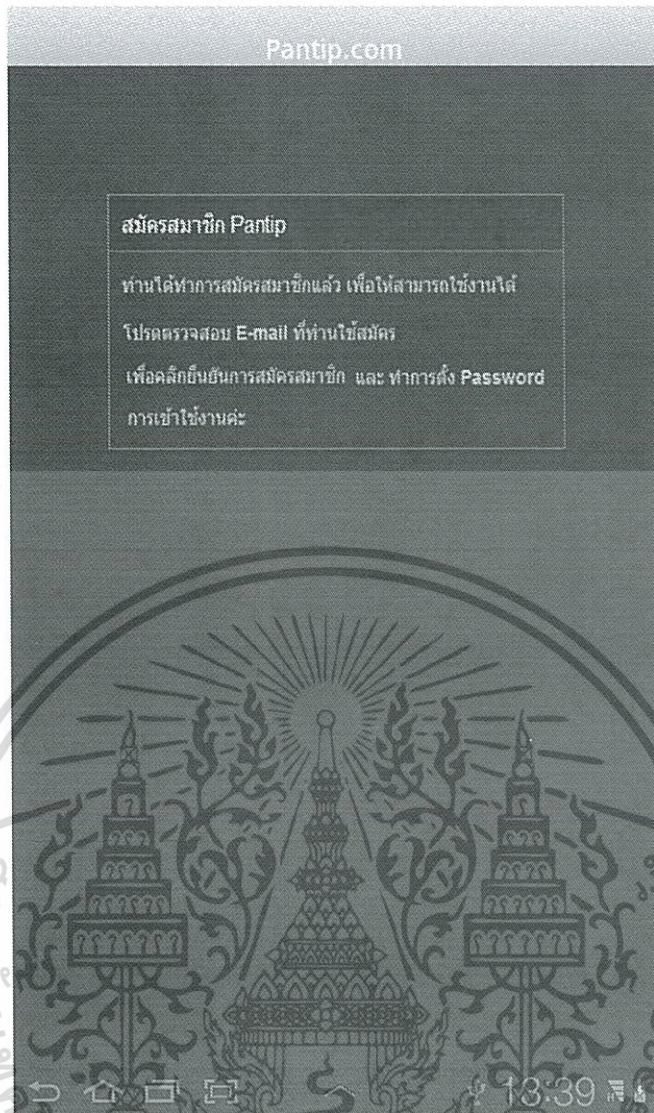 Pantip.com
สมัครสมาชิก Pantip
ท่านได้ทำการสมัครสมาชิกแล้ว เพื่อให้สามารถใช้งานได้
โปรดตรวจสอบ E-mail ที่ท่านใช้สมัคร
เพื่อคลิกยืนยันการสมัครสมาชิก และ ทำการตั้ง Password
การเข้าใช้งานค่ะ
13:39